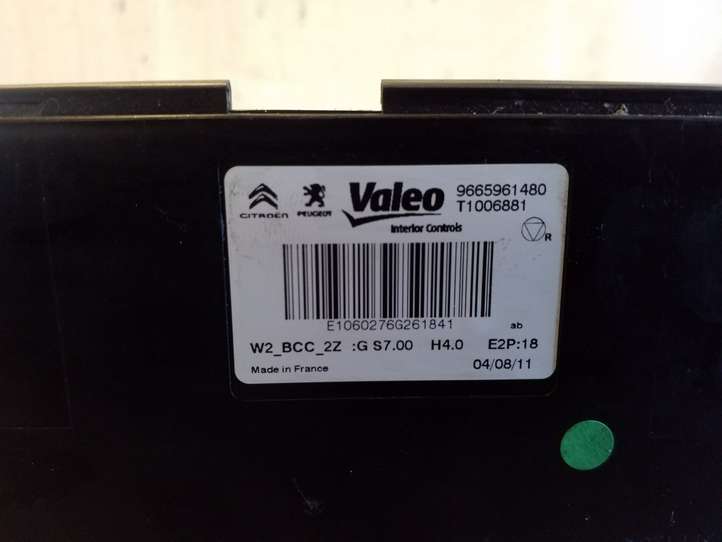 CITROËN PEUGEOT Valeo 9665961480
T1006881
Interior Controls
R
E1060276G261841
ab
W2_BCC_2Z :G S7.00 H4.0 E2P:18
Made in France 04/08/11